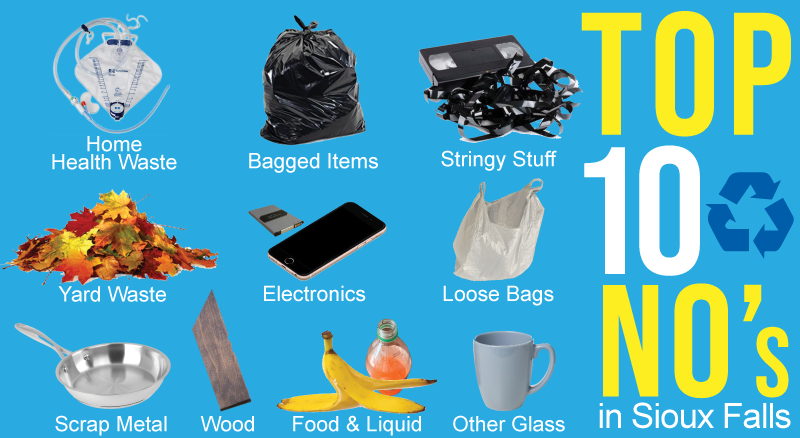 Home
Health Waste
Bagged Items
Stringy Stuff
Yard Waste
Electronics
Loose Bags
Scrap Metal
Wood
Food & Liquid
Other Glass
TOP
10
NO's
in Sioux Falls